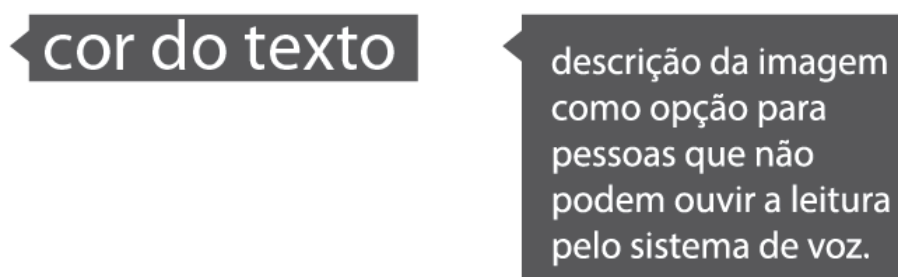 cor do texto
descrição da imagem
como opção para
pessoas que não
podem ouvir a leitura
pelo sistema de voz.